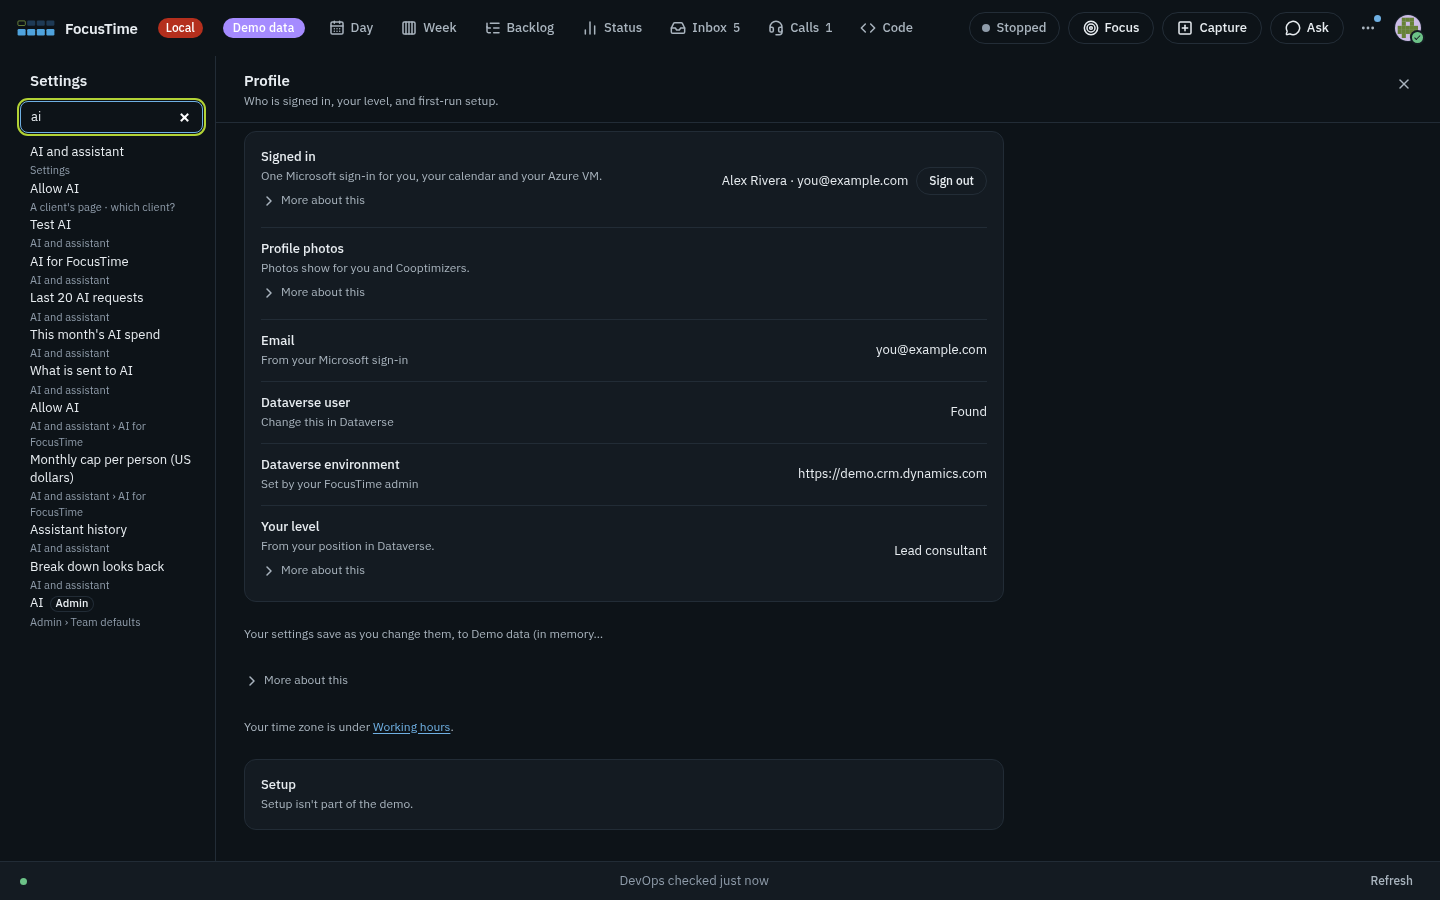 FocusTime
Local
Demo data
Day
Week
Backlog
Status
Inbox 5
Calls 1
Code
Stopped
Focus
Capture
Ask
Settings
ai
AI and assistant
Settings
Allow AI
A client's page · which client?
Test AI
AI and assistant
AI for FocusTime
AI and assistant
Last 20 AI requests
AI and assistant
This month's AI spend
AI and assistant
What is sent to AI
AI and assistant
Allow AI
AI and assistant › AI for
FocusTime
Monthly cap per person (US
dollars)
AI and assistant › AI for
FocusTime
Assistant history
AI and assistant
Break down looks back
AI and assistant
AI Admin
Admin › Team defaults
Profile
Who is signed in, your level, and first-run setup.
Signed in
One Microsoft sign-in for you, your calendar and your Azure VM.
More about this
Alex Rivera · you@example.com
Sign out
Profile photos
Photos show for you and Cooptimizers.
More about this
Email
From your Microsoft sign-in
you@example.com
Dataverse user
Change this in Dataverse
Found
Dataverse environment
Set by your FocusTime admin
https://demo.crm.dynamics.com
Your level
From your position in Dataverse.
More about this
Lead consultant
Your settings save as you change them, to Demo data (in memory...
More about this
Your time zone is under Working hours.
Setup
Setup isn't part of the demo.
DevOps checked just now
Refresh